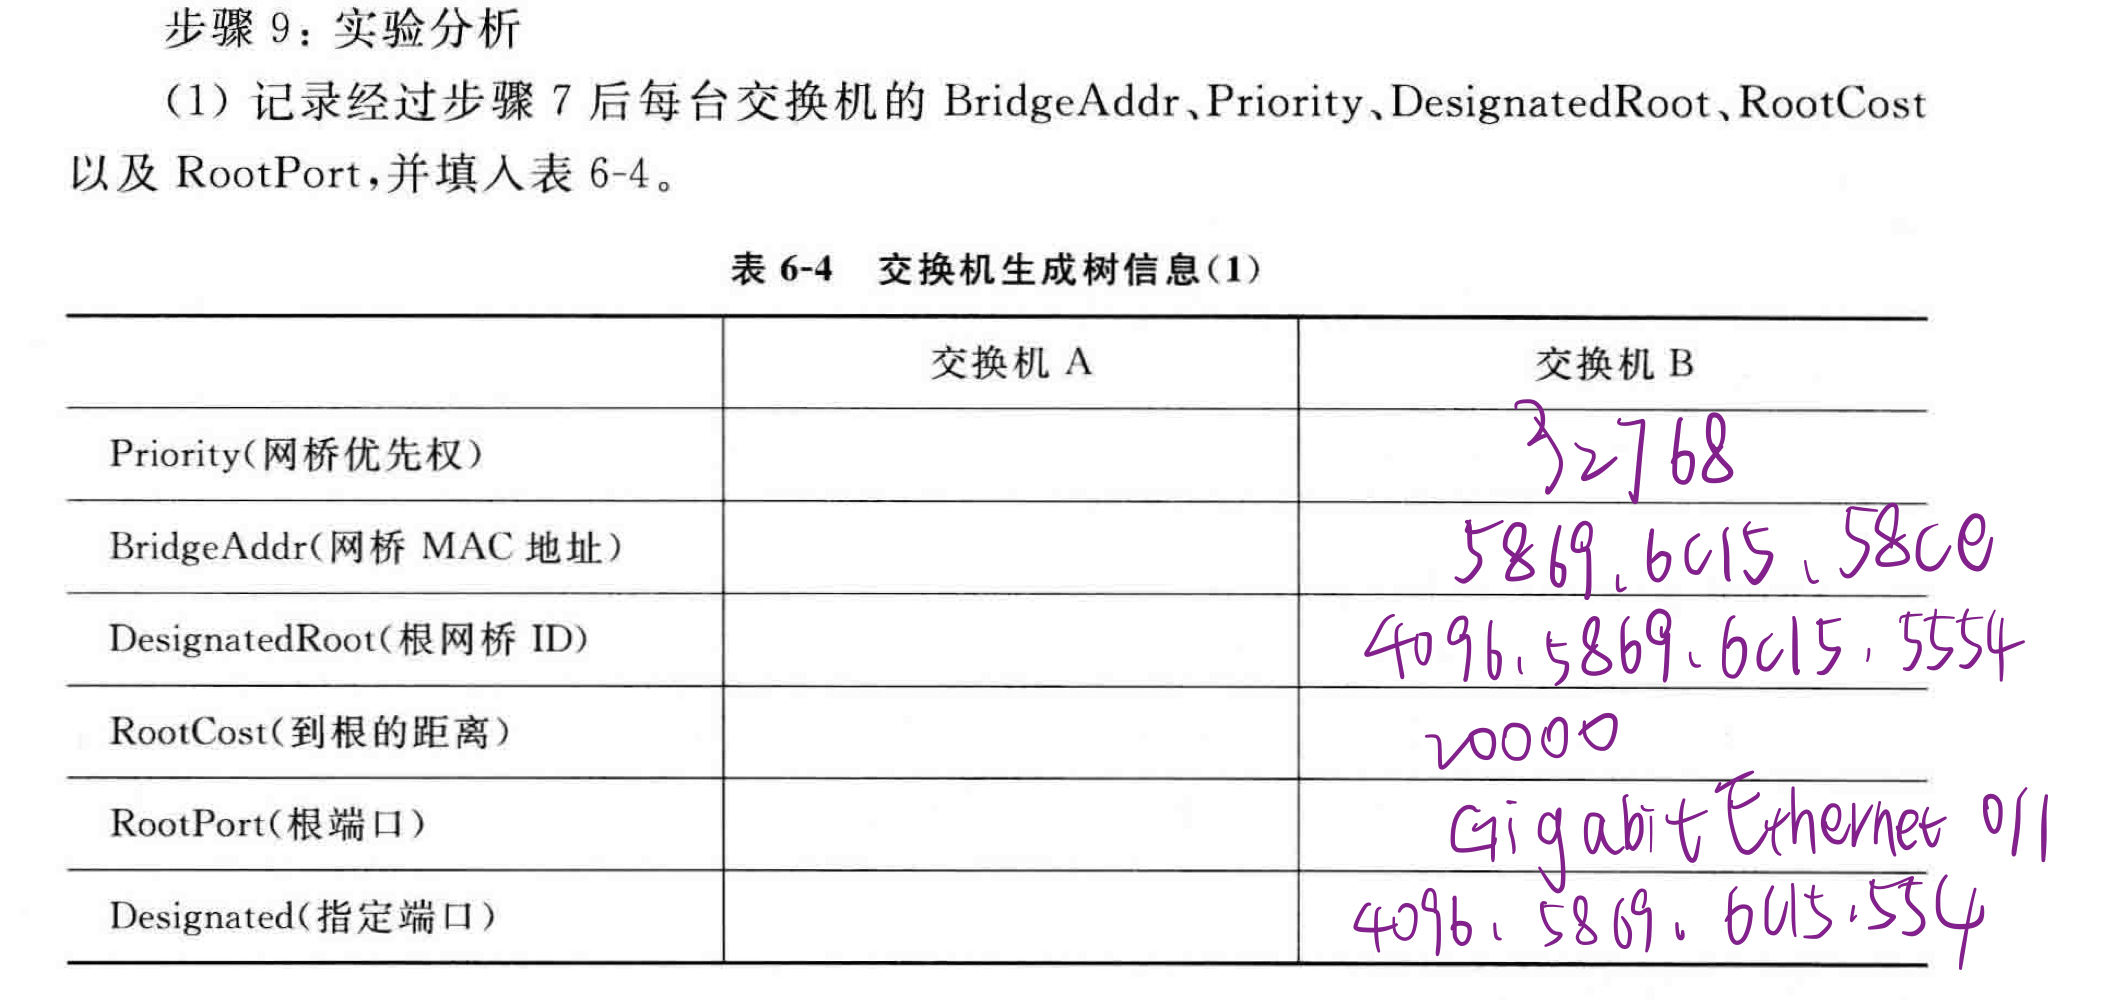 步骤 9: 实验分析
(1) 记录经过步骤 7 后每台交换机的 BridgeAddr、Priority、DesignatedRoot、RootCost
以及 RootPort,并填入表 6-4。
表 6-4 交换机生成树信息(1)
交换机 A 交换机 B
Priority(网桥优先权) 32768
BridgeAddr(网桥 MAC 地址) 5869.6c15.58ce
DesignatedRoot(根网桥 ID) 4096.5869.6c15.5554
RootCost(到根的距离) 20000
RootPort(根端口) GigabitEthernet 0/1
Designated(指定端口) 4096.5869.6c15.554